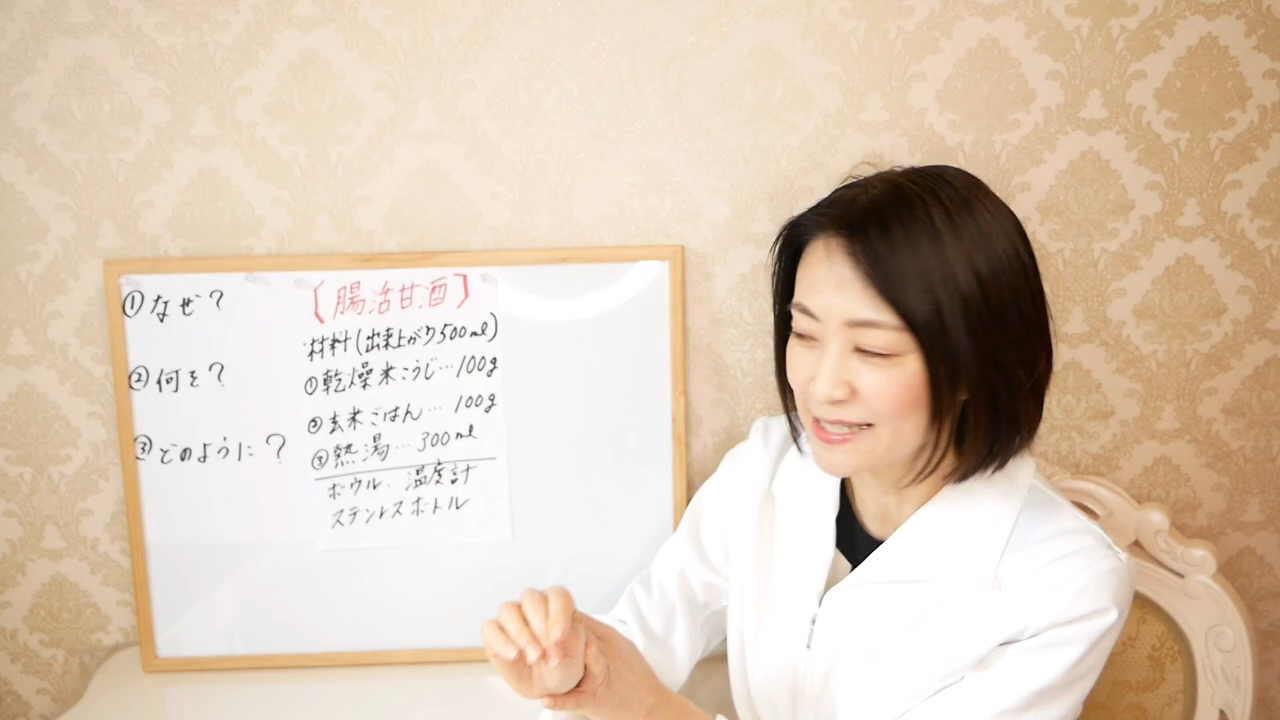 ①なぜ?
②何を?
③どのように?
【腸活甘酒】
材料(出来上がり500ml)
①乾燥米こうじ…100g
②玄米ごはん…100g
③熱湯…300ml
ボウル、温度計
ステンレスボトル